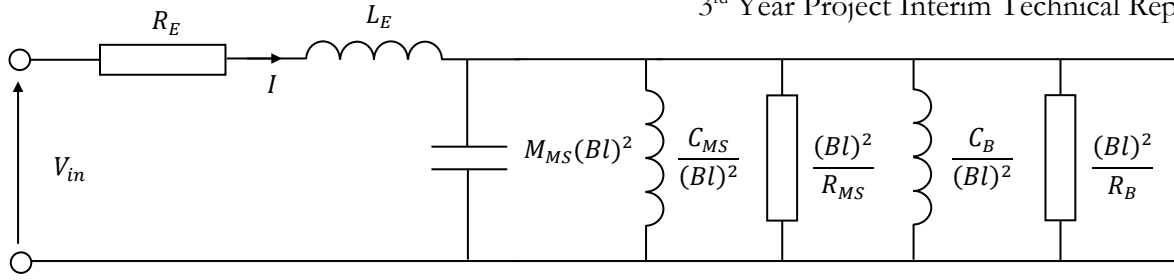 3rd Year Project Interim Technical Rep
R_E
L_E
I
V_in
M_MS(Bl)²
C_MS/(Bl)²
(Bl)²/R_MS
C_B/(Bl)²
(Bl)²/R_B